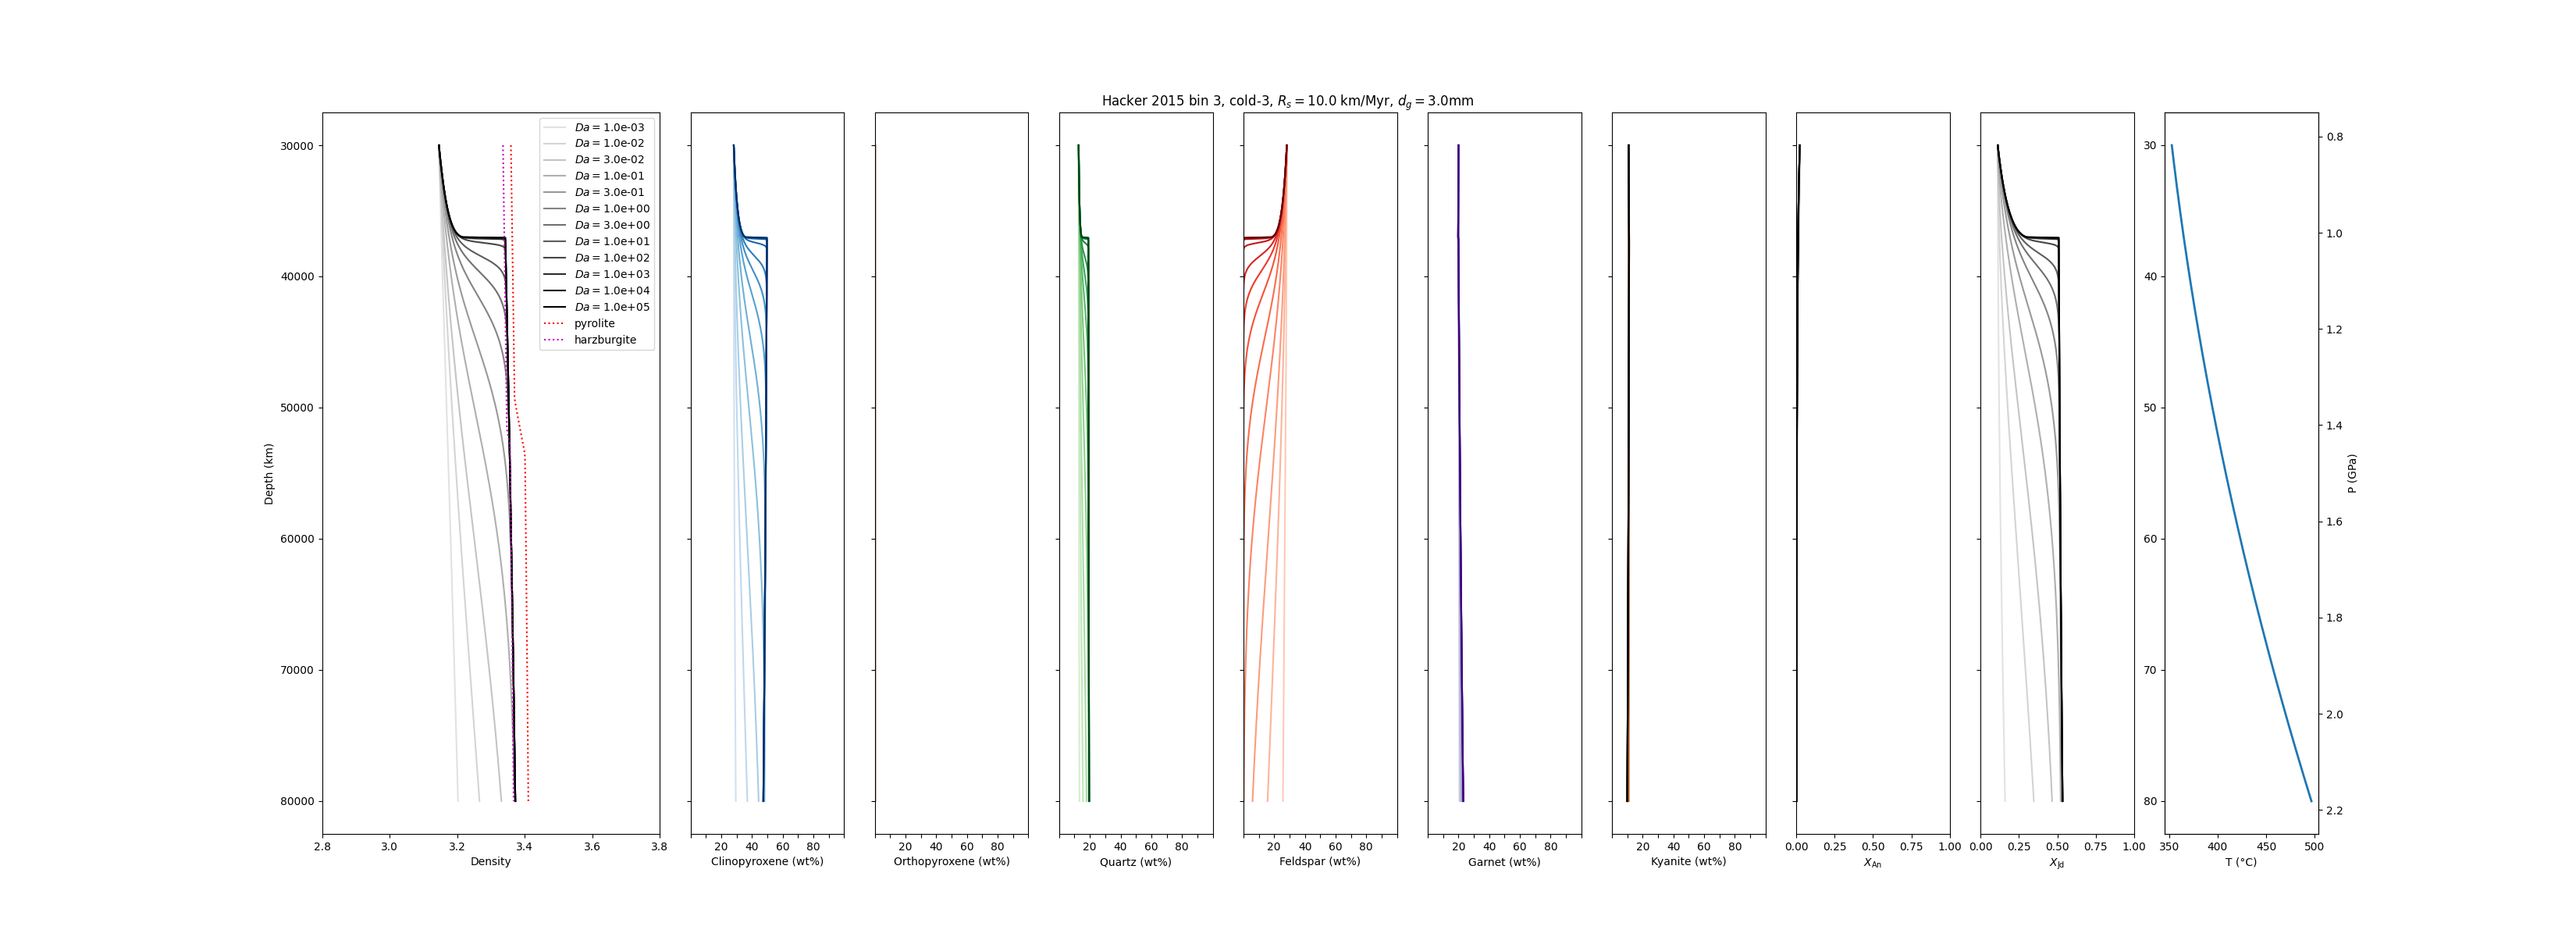 Hacker 2015 bin 3, cold-3, Rs = 10.0 km/Myr, dg = 3.0mm
Da = 1.0e-03
Da = 1.0e-02
Da = 3.0e-02
Da = 1.0e-01
Da = 3.0e-01
Da = 1.0e+00
Da = 3.0e+00
Da = 1.0e+01
Da = 1.0e+02
Da = 1.0e+03
Da = 1.0e+04
Da = 1.0e+05
pyrolite
harzburgite
Depth (km)
30000
40000
50000
60000
70000
80000
2.8 3.0 3.2 3.4 3.6 3.8
Density
20 40 60 80
Clinopyroxene (wt%)
20 40 60 80
Orthopyroxene (wt%)
20 40 60 80
Quartz (wt%)
20 40 60 80
Feldspar (wt%)
20 40 60 80
Garnet (wt%)
20 40 60 80
Kyanite (wt%)
0.00 0.25 0.50 0.75 1.00
XAn
0.00 0.25 0.50 0.75 1.00
XJd
30
40
50
60
70
80
350 400 450 500
T (°C)
0.8
1.0
1.2
1.4
1.6
1.8
2.0
2.2
P (GPa)